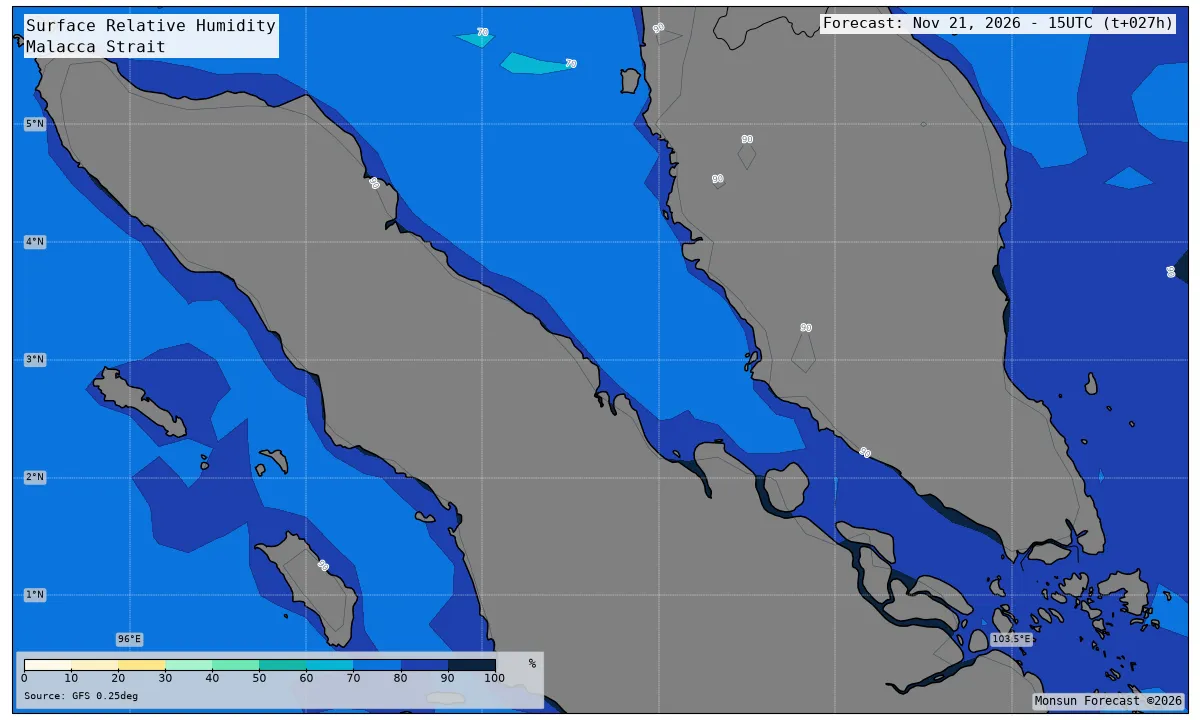 Surface Relative Humidity
Malacca Strait
Forecast: Nov 21, 2026 - 15UTC (t+027h)
70
90
70
5°N
90
90
90
4°N
90
90
3°N
90
2°N
90
1°N
96°E
103.5°E
%
0 10 20 30 40 50 60 70 80 90 100
Source: GFS 0.25deg
Monsun Forecast ©2026